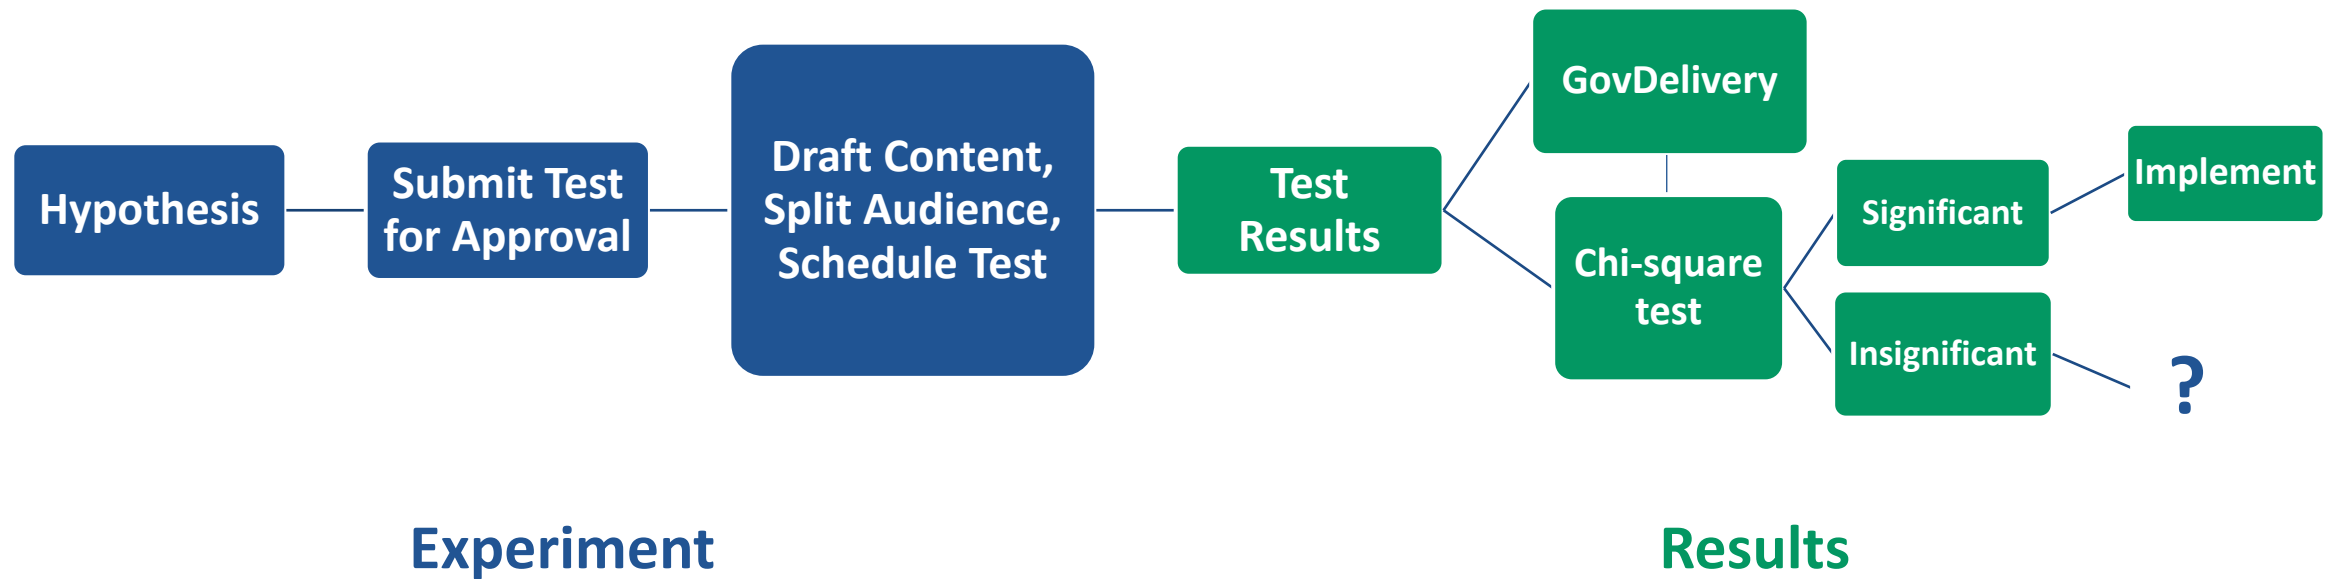 Hypothesis
Submit Test
for Approval
Draft Content,
Split Audience,
Schedule Test
Test
Results
GovDelivery
Chi-square
test
Significant
Insignificant
Implement
?
Experiment
Results